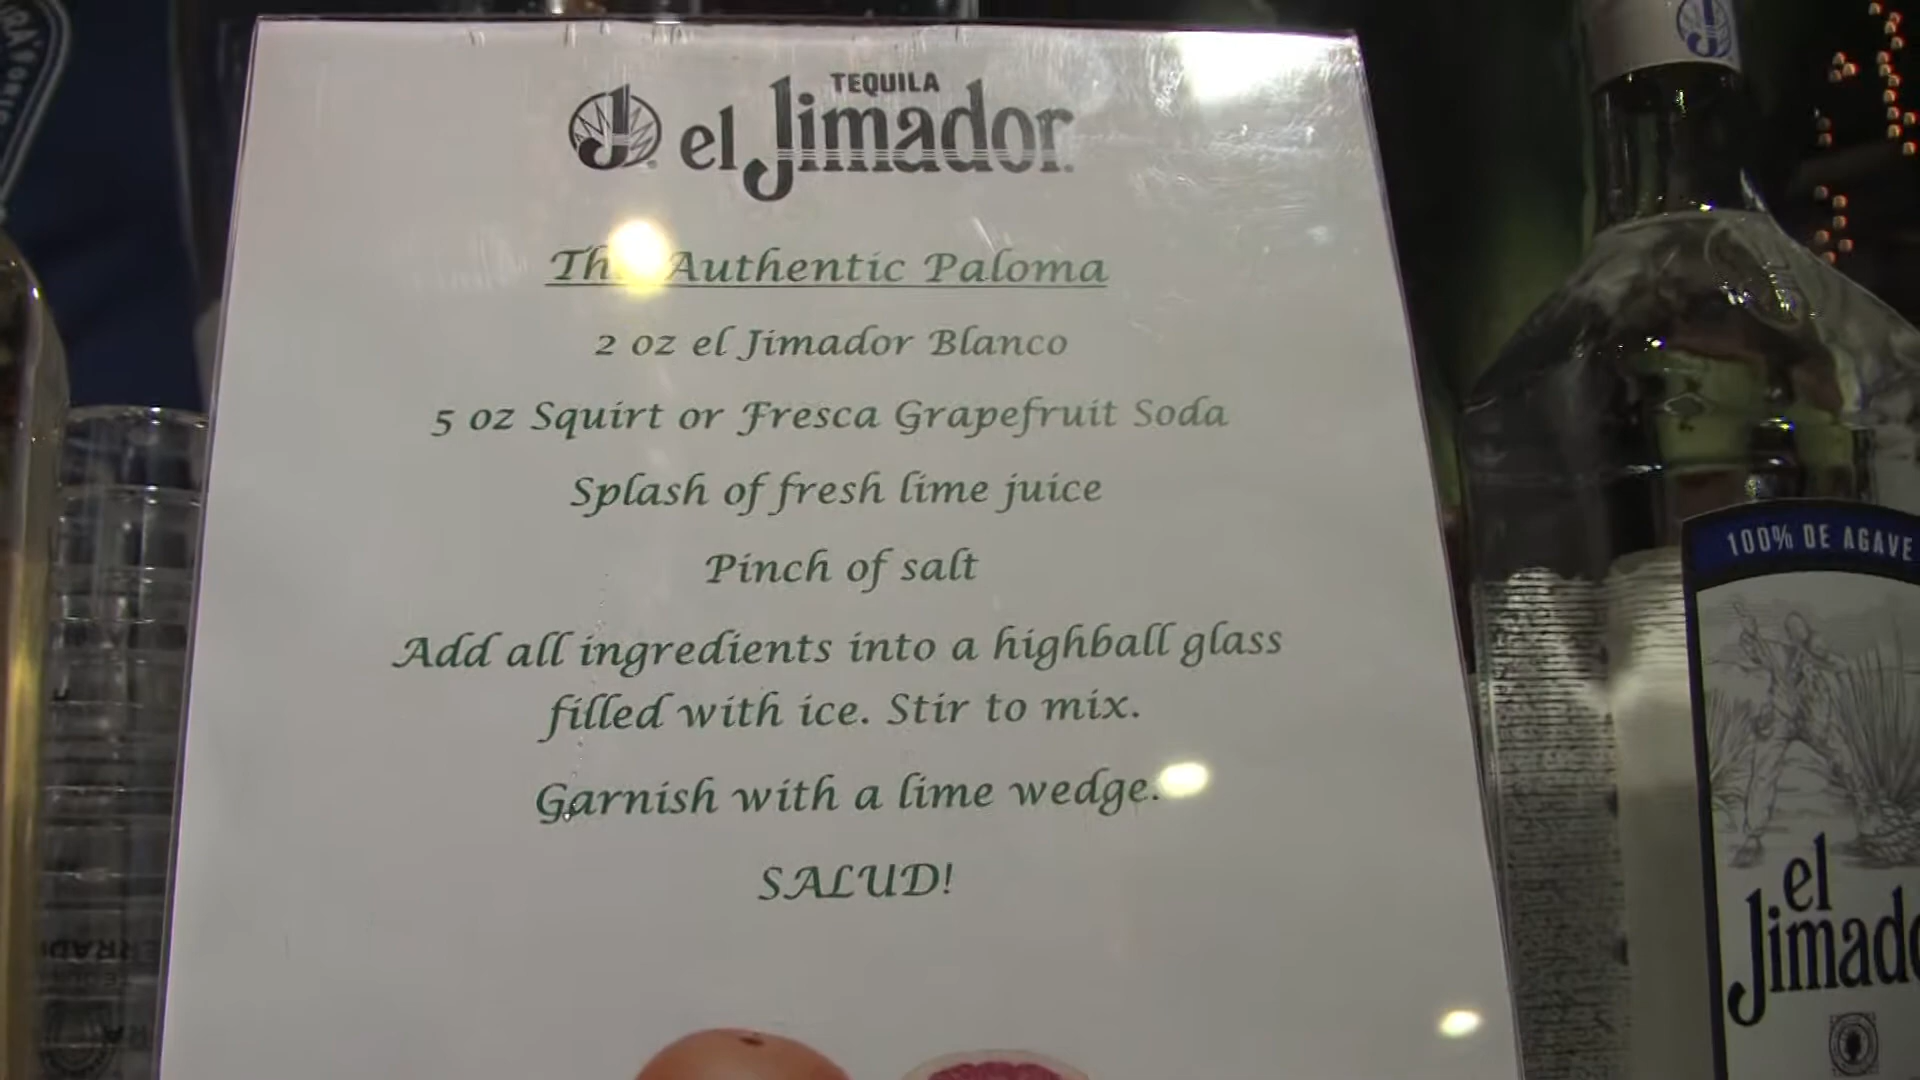 TEQUILA
el Jimador
The Authentic Paloma
2 oz el Jimador Blanco
5 oz Squirt or Fresca Grapefruit Soda
Splash of fresh lime juice
Pinch of salt
Add all ingredients into a highball glass
filled with ice. Stir to mix.
Garnish with a lime wedge.
SALUD!
100% DE AGAVE
el
Jimado